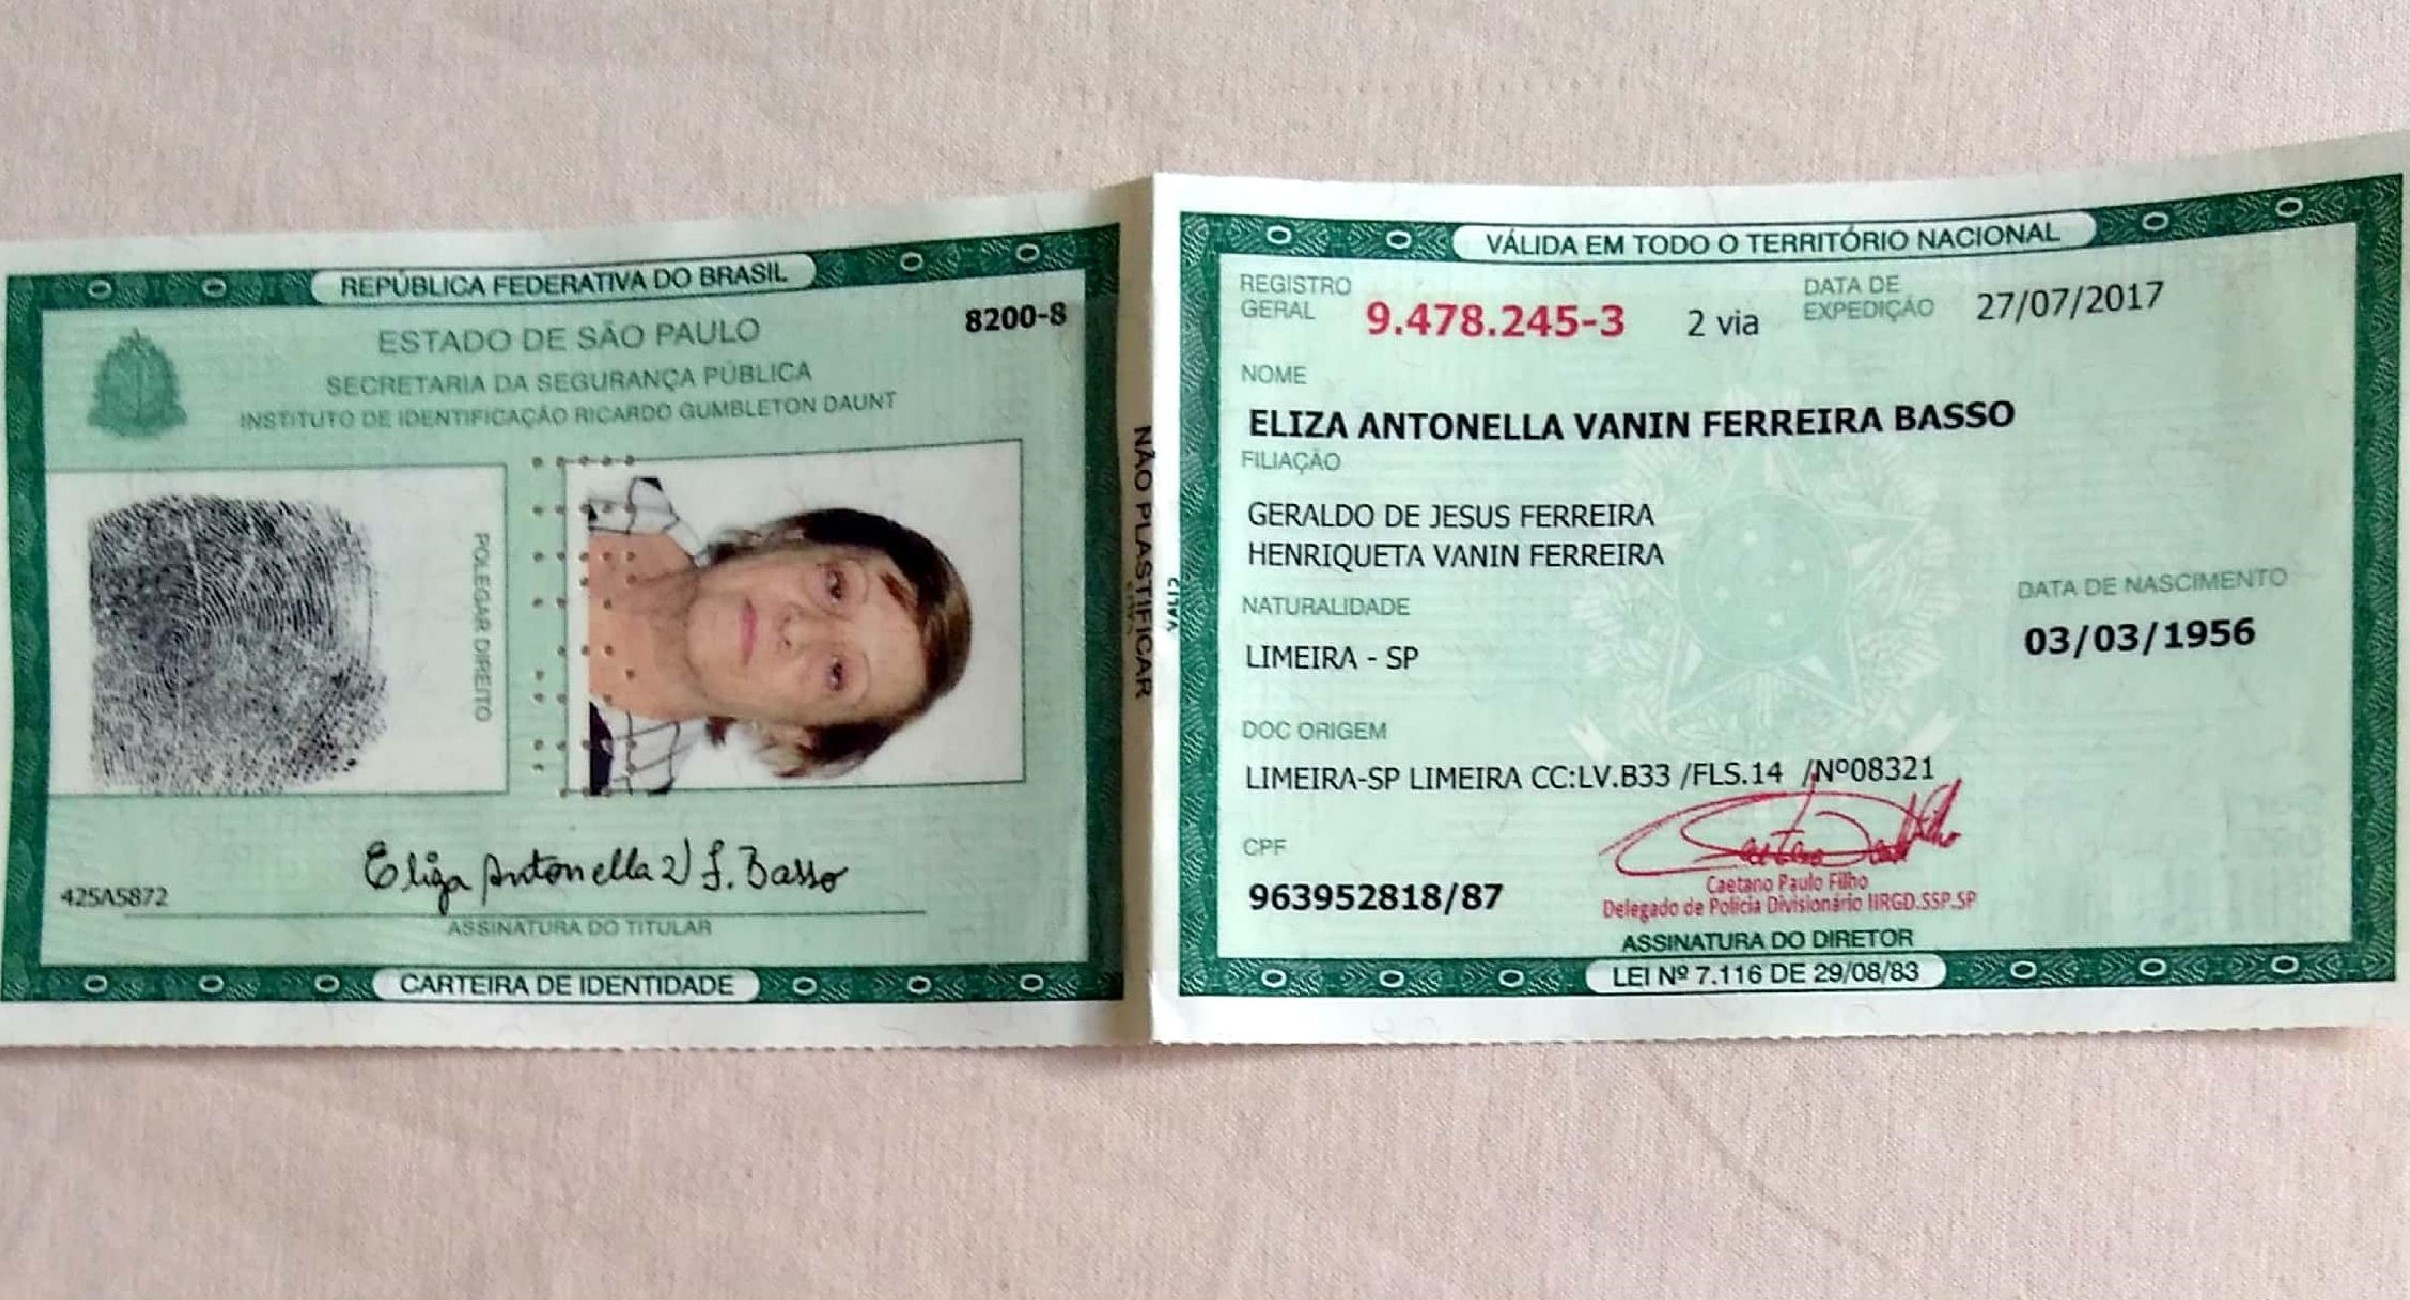 REPÚBLICA FEDERATIVA DO BRASIL
8200-8
ESTADO DE SÃO PAULO
SECRETARIA DA SEGURANÇA PÚBLICA
INSTITUTO DE IDENTIFICAÇÃO RICARDO GUMBLETON DAUNT
POLEGAR DIREITO
Eliza Antonella V F. Basso
425A5872
ASSINATURA DO TITULAR
CARTEIRA DE IDENTIDADE
NÃO PLASTIFICAR
VÁLIDA EM TODO O TERRITÓRIO NACIONAL
REGISTRO GERAL 9.478.245-3 2 via DATA DE EXPEDIÇÃO 27/07/2017
NOME
ELIZA ANTONELLA VANIN FERREIRA BASSO
FILIAÇÃO
GERALDO DE JESUS FERREIRA
HENRIQUETA VANIN FERREIRA
NATURALIDADE
LIMEIRA - SP
DATA DE NASCIMENTO
03/03/1956
DOC ORIGEM
LIMEIRA-SP LIMEIRA CC:LV.B33 /FLS.14 /Nº08321
CPF
963952818/87
Caetano Paulo Filho
Delegado de Polícia Divisionário IIRGD.SSP.SP
ASSINATURA DO DIRETOR
LEI Nº 7.116 DE 29/08/83